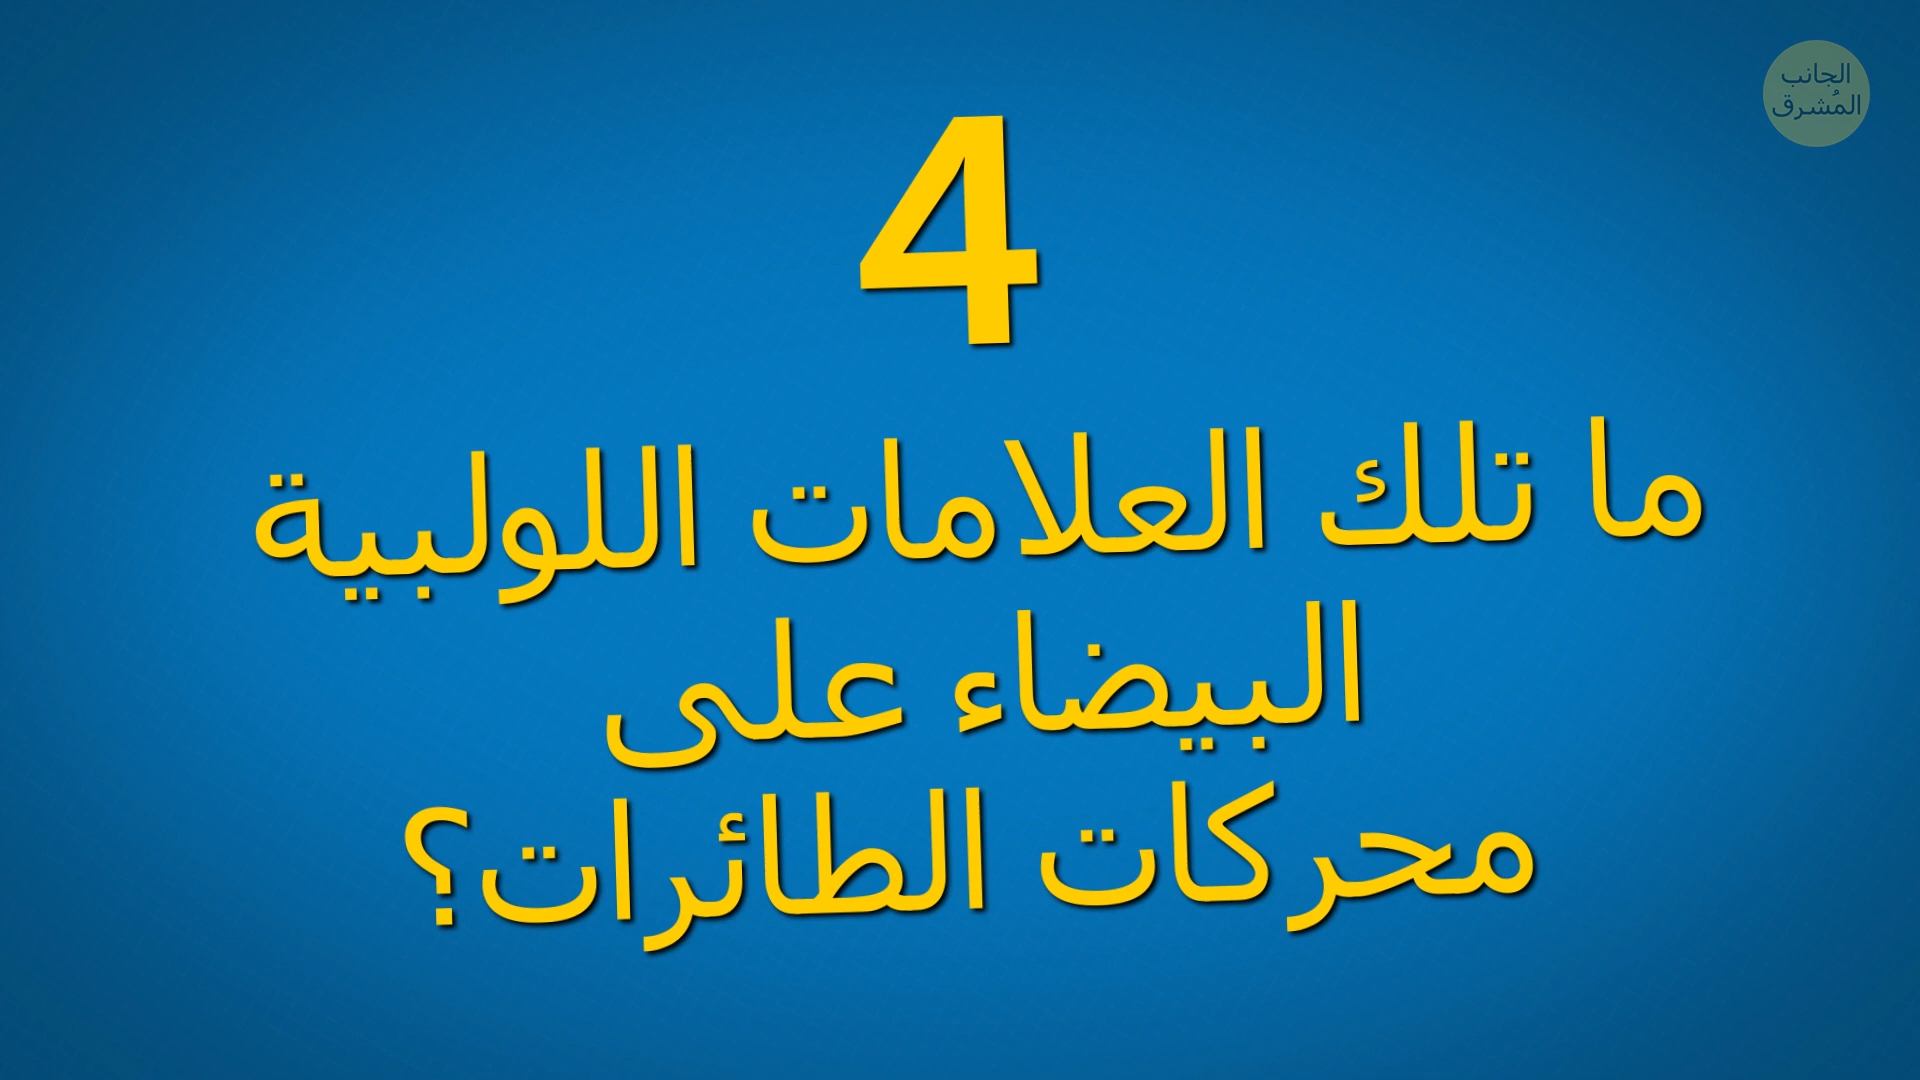 الجانب
المُشرق
4
ما تلك العلامات اللولبية
البيضاء على
محركات الطائرات؟